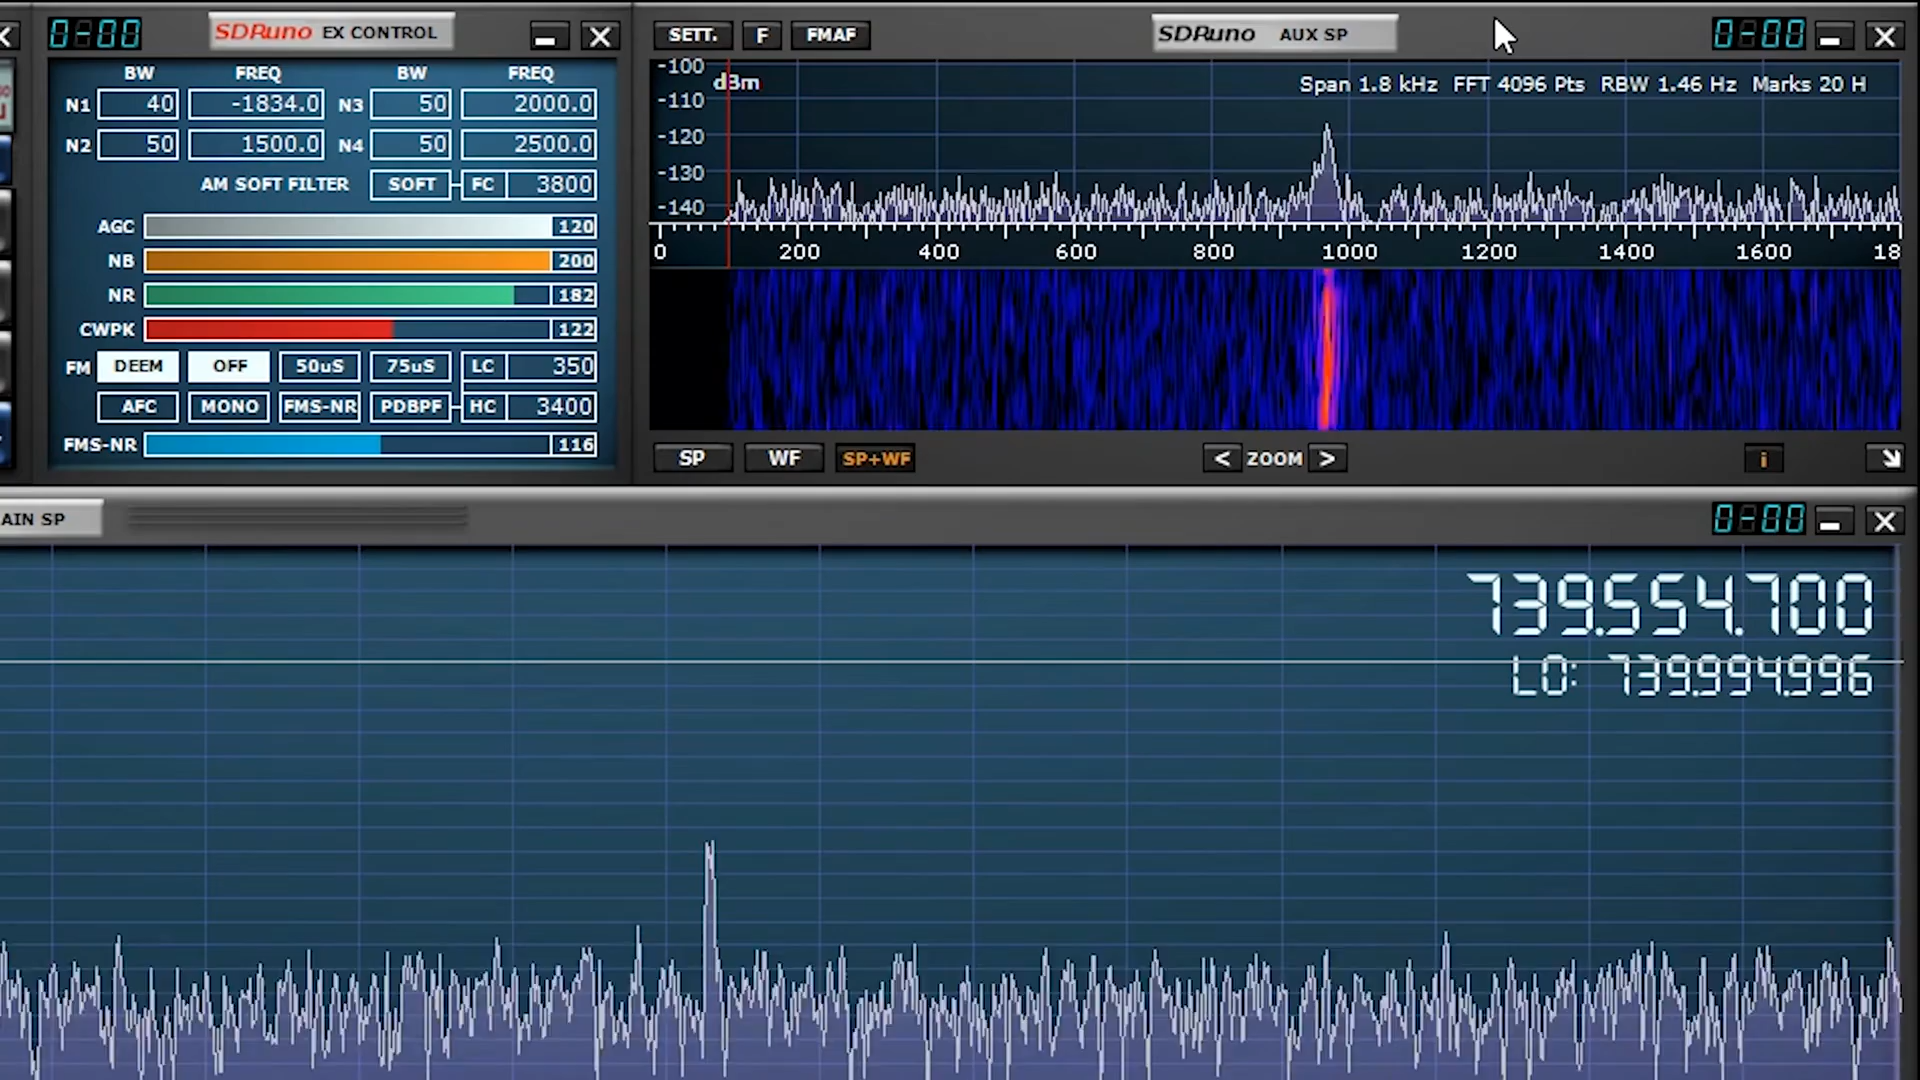 0-00
SDRuno EX CONTROL
BW FREQ BW FREQ
N1 40 -1834.0 N3 50 2000.0
N2 50 1500.0 N4 50 2500.0
AM SOFT FILTER SOFT FC 3800
AGC 120
NB 200
NR 182
CWPK 122
FM DEEM OFF 50uS 75uS LC 350
AFC MONO FMS-NR PDBPF HC 3400
FMS-NR 116
SETT. F FMAF
SDRuno AUX SP
0-00
dBm
Span 1.8 kHz FFT 4096 Pts RBW 1.46 Hz Marks 20 H
-100
-110
-120
-130
-140
0 200 400 600 800 1000 1200 1400 1600 18
SP WF SP+WF < ZOOM > i
AIN SP
0-00
739.554.700
LO: 739.994.996